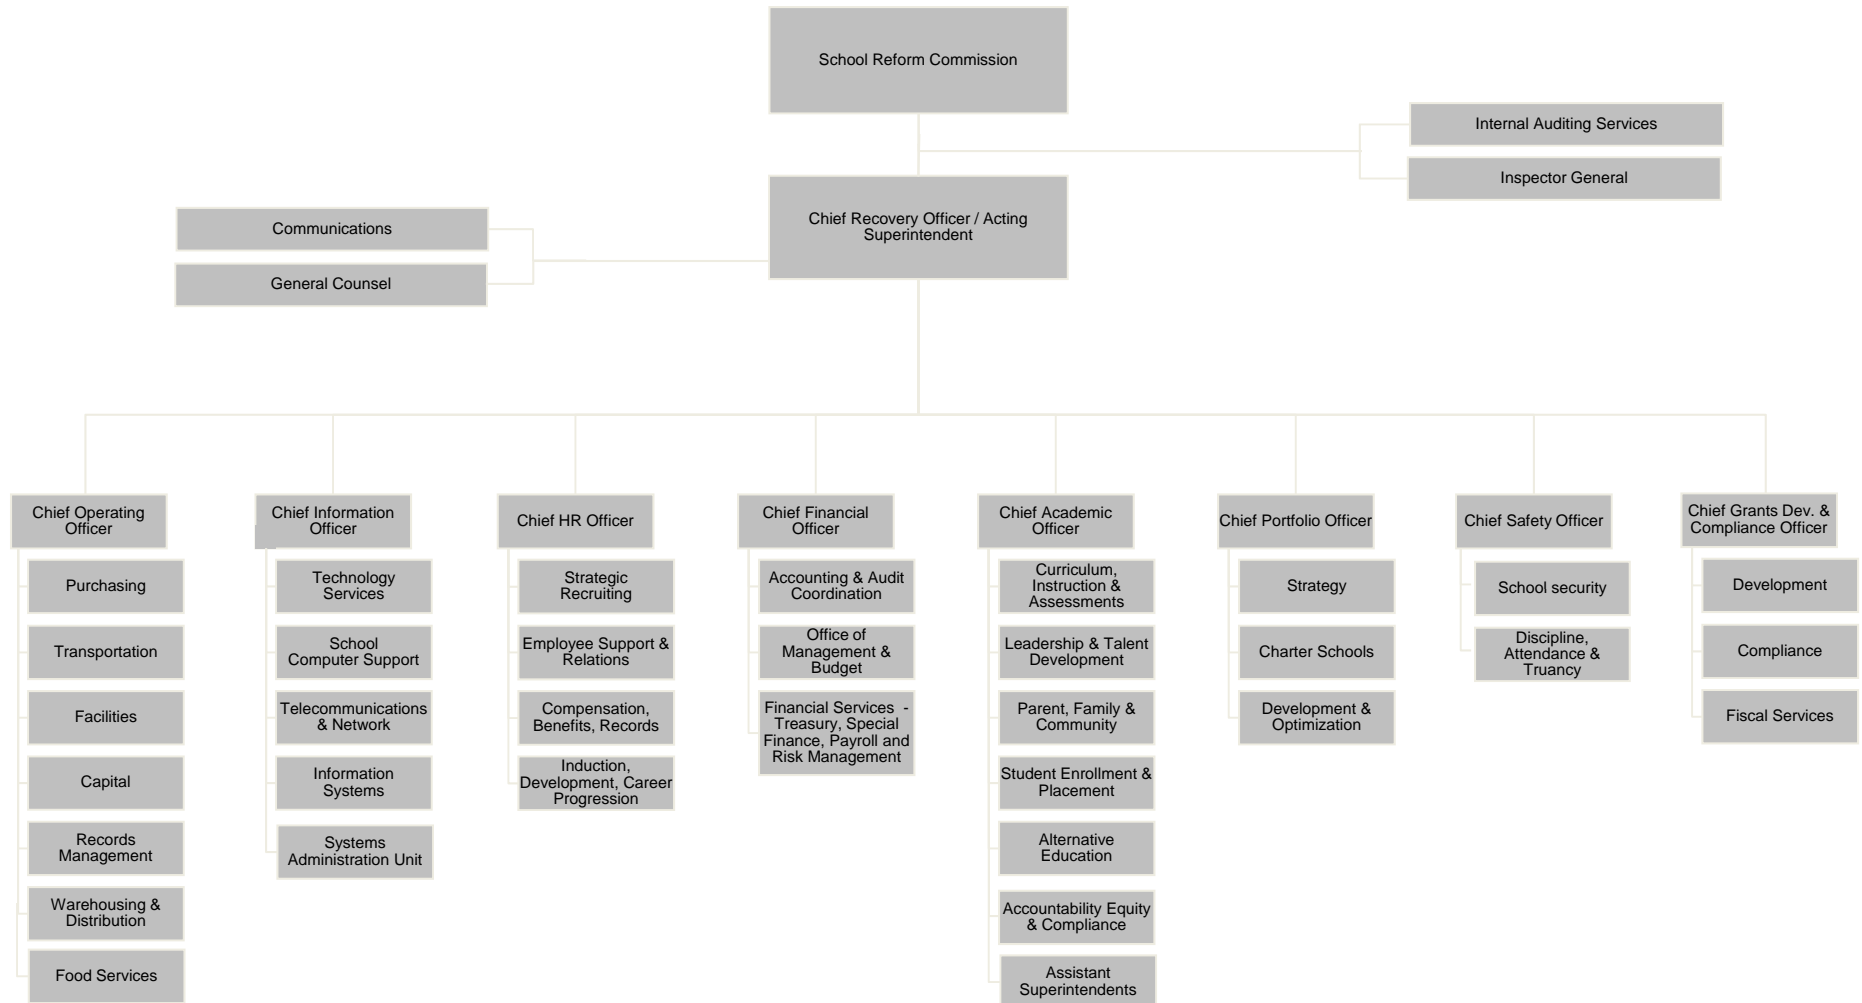 School Reform Commission
Internal Auditing Services
Inspector General
Chief Recovery Officer / Acting
Superintendent
Communications
General Counsel
Chief Operating
Officer
Purchasing
Transportation
Facilities
Capital
Records
Management
Warehousing &
Distribution
Food Services
Chief Information
Officer
Technology
Services
School
Computer Support
Telecommunications
& Network
Information
Systems
Systems
Administration Unit
Chief HR Officer
Strategic
Recruiting
Employee Support &
Relations
Compensation,
Benefits, Records
Induction,
Development, Career
Progression
Chief Financial
Officer
Accounting & Audit
Coordination
Office of
Management &
Budget
Financial Services -
Treasury, Special
Finance, Payroll and
Risk Management
Chief Academic
Officer
Curriculum,
Instruction &
Assessments
Leadership & Talent
Development
Parent, Family &
Community
Student Enrollment &
Placement
Alternative
Education
Accountability Equity
& Compliance
Assistant
Superintendents
Chief Portfolio Officer
Strategy
Charter Schools
Development &
Optimization
Chief Safety Officer
School security
Discipline,
Attendance &
Truancy
Chief Grants Dev. &
Compliance Officer
Development
Compliance
Fiscal Services